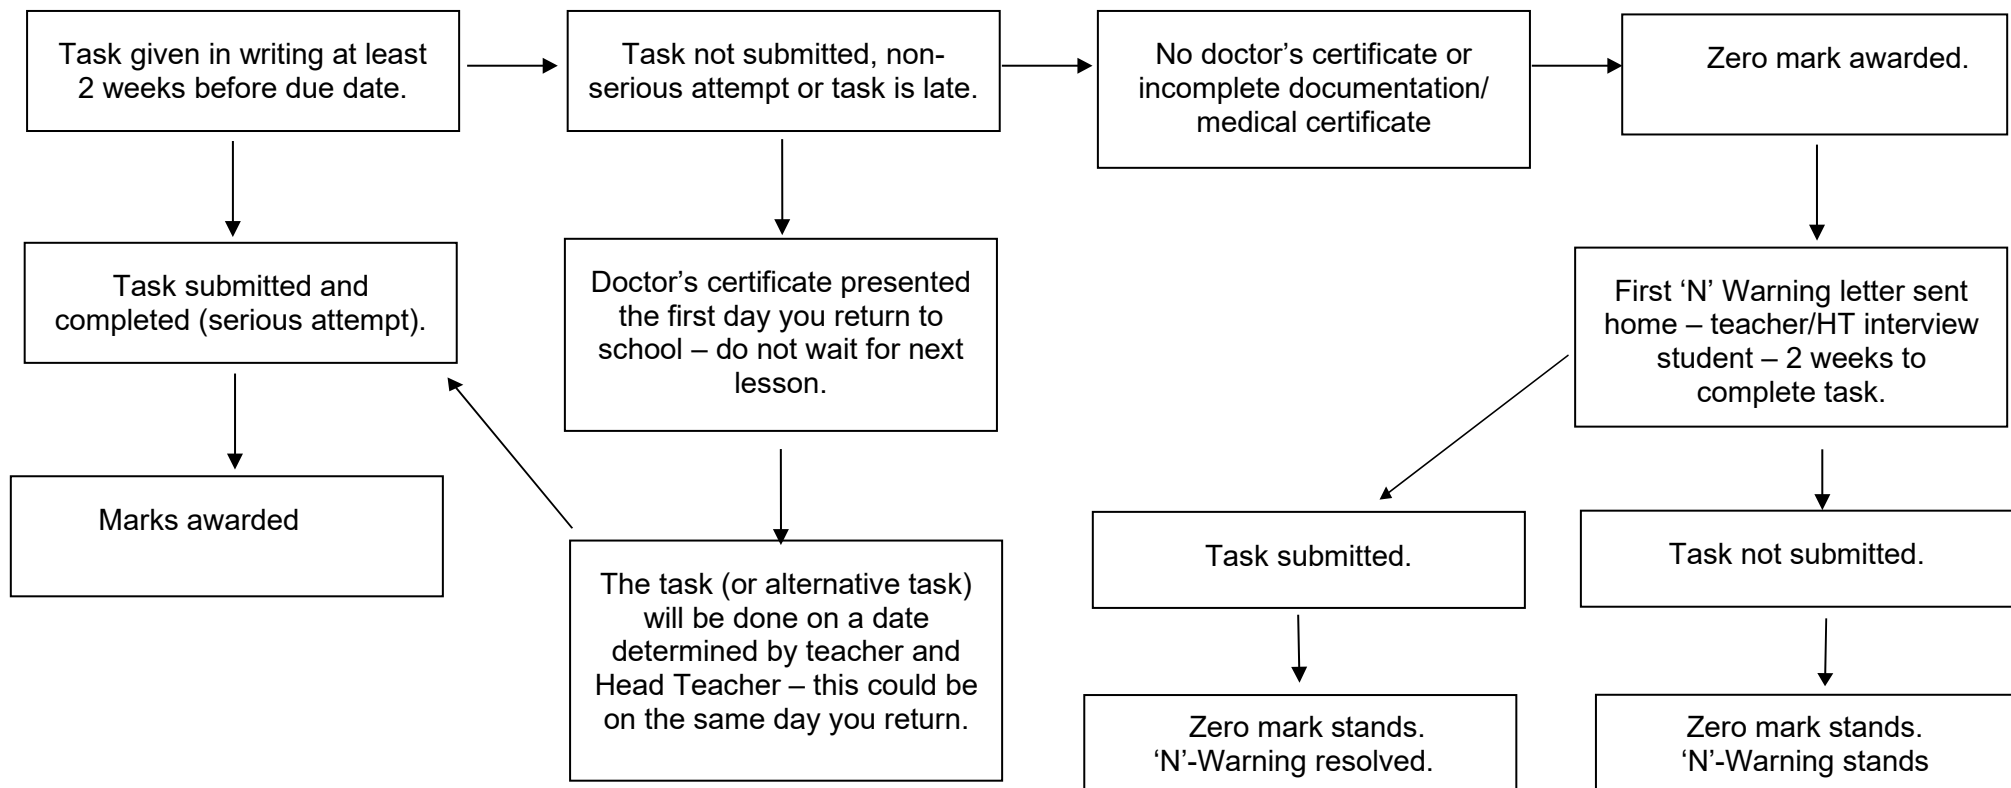 Task given in writing at least
2 weeks before due date.
Task not submitted, non-
serious attempt or task is late.
No doctor’s certificate or
incomplete documentation/
medical certificate
Zero mark awarded.
Task submitted and
completed (serious attempt).
Doctor’s certificate presented
the first day you return to
school – do not wait for next
lesson.
First ‘N’ Warning letter sent
home – teacher/HT interview
student – 2 weeks to
complete task.
Marks awarded
The task (or alternative task)
will be done on a date
determined by teacher and
Head Teacher – this could be
on the same day you return.
Task submitted.
Task not submitted.
Zero mark stands.
‘N’-Warning resolved.
Zero mark stands.
‘N’-Warning stands